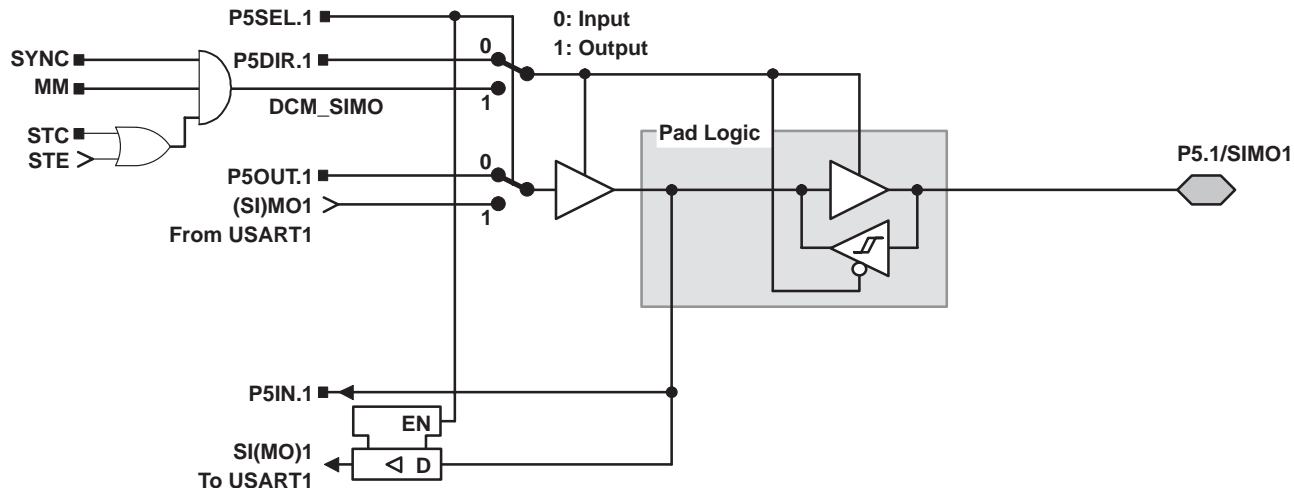 P5SEL.1
0: Input
1: Output
SYNC
P5DIR.1
0
MM
1
DCM_SIMO
STC
STE
Pad Logic
P5.1/SIMO1
P5OUT.1
0
(SI)MO1
1
From USART1
P5IN.1
EN
SI(MO)1
D
To USART1